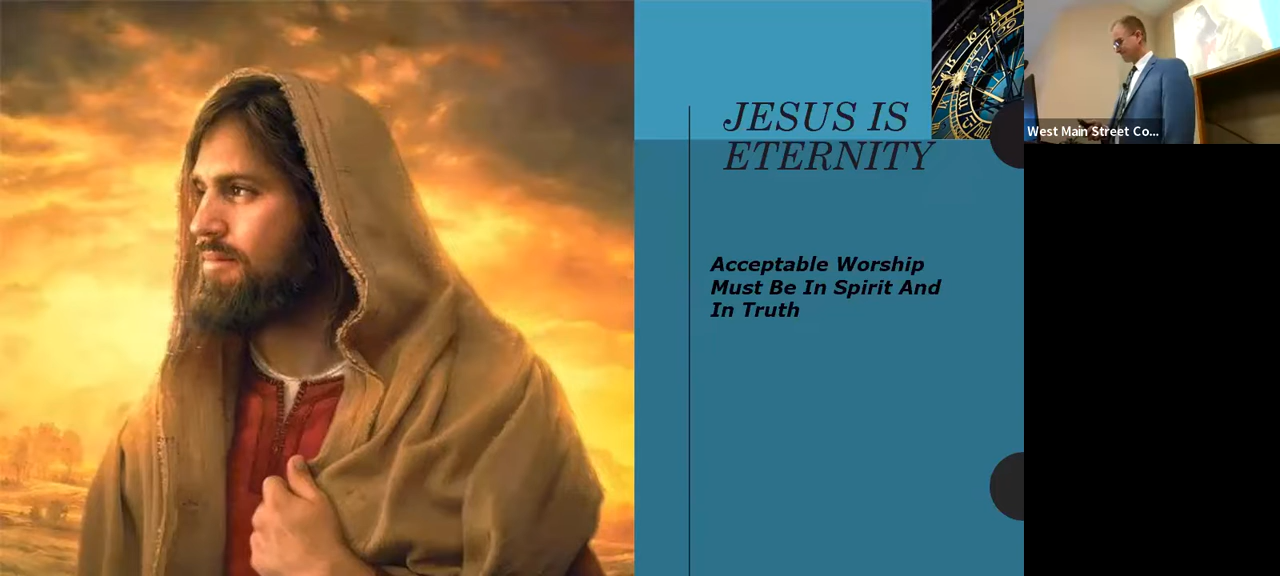 JESUS IS
ETERNITY
Acceptable Worship
Must Be In Spirit And
In Truth
West Main Street Co...